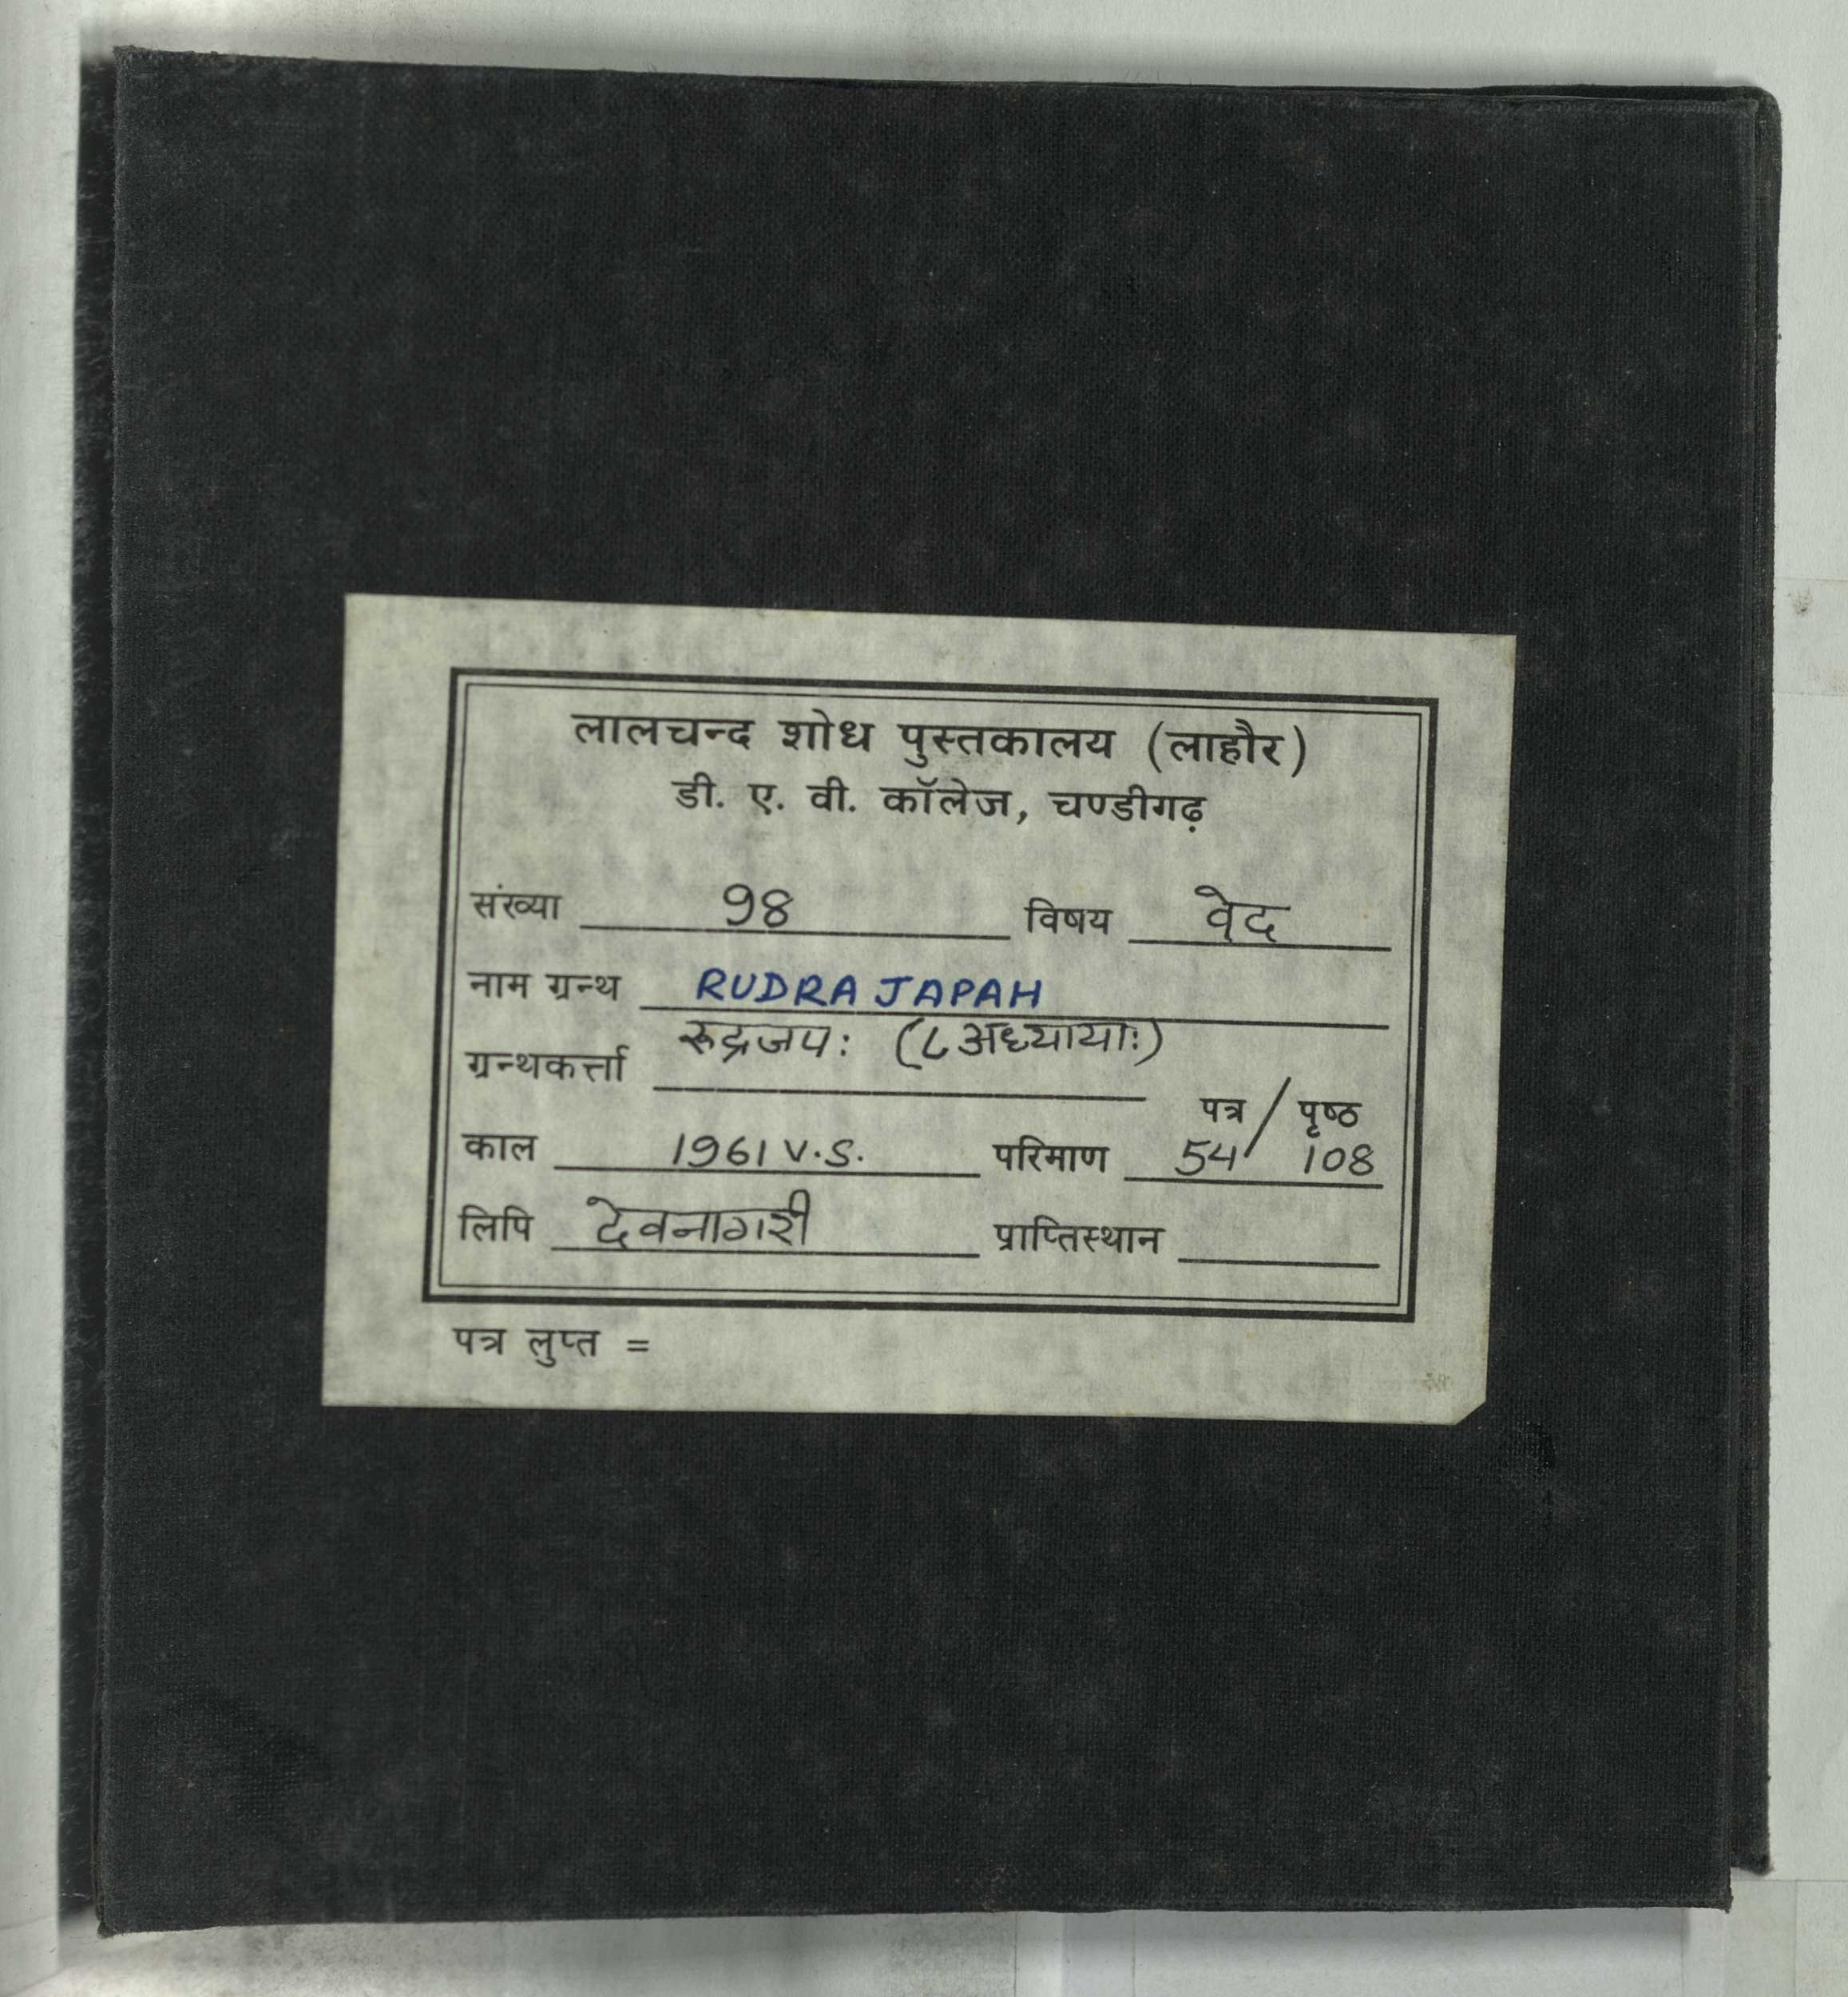 लालचन्द शोध पुस्तकालय (लाहौर)
डी. ए. वी. कॉलेज, चण्डीगढ़
संख्या 98 विषय वेद
नाम ग्रन्थ RUDRA JAPAH
रुद्रजपः (८ अध्यायाः)
ग्रन्थकर्त्ता
पत्र / पृष्ठ
काल 1961 V.S. परिमाण 54 / 108
लिपि देवनागरी प्राप्तिस्थान
पत्र लुप्त =